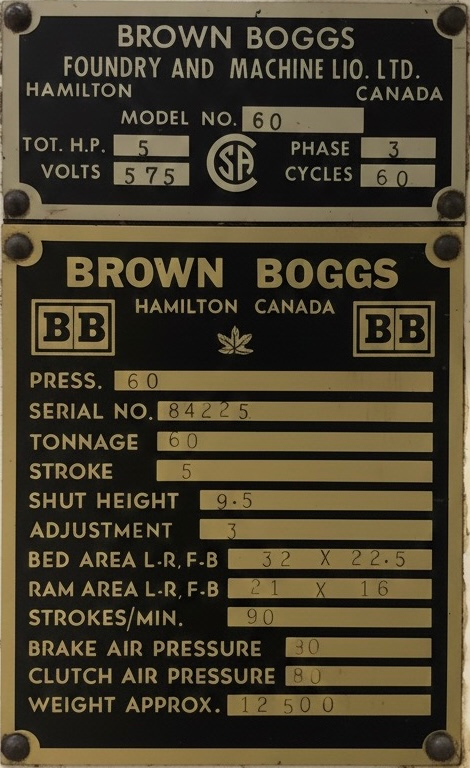 BROWN BOGGS
FOUNDRY AND MACHINE LIO. LTD.
HAMILTON CANADA
MODEL NO. 60
TOT. H.P. 5 PHASE 3
VOLTS 575 CYCLES 60
CSA
BROWN BOGGS
HAMILTON CANADA
BB BB
PRESS. 60
SERIAL NO. 84225
TONNAGE 60
STROKE 5
SHUT HEIGHT 9.5
ADJUSTMENT 3
BED AREA L-R, F-B 32 X 22.5
RAM AREA L-R, F-B 21 X 16
STROKES/MIN. 90
BRAKE AIR PRESSURE
CLUTCH AIR PRESSURE 80
WEIGHT APPROX. 12500